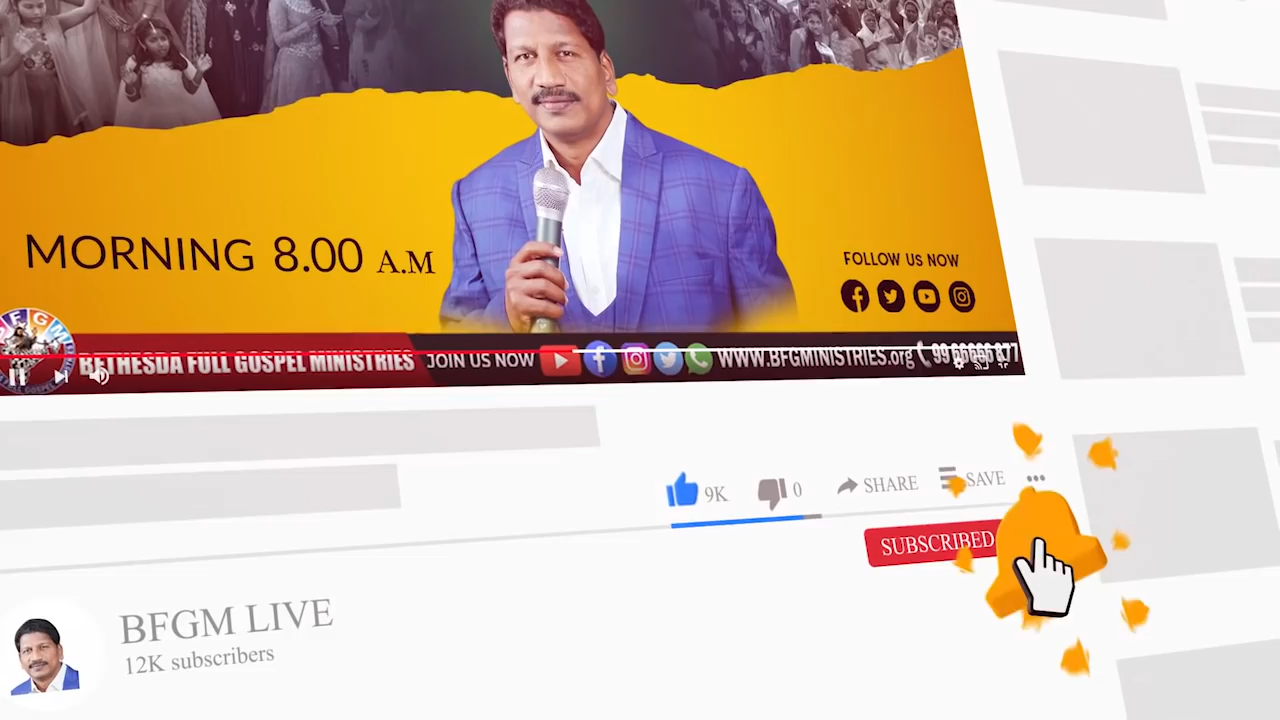 MORNING 8.00 A.M
FOLLOW US NOW
BETHESDA FULL GOSPEL MINISTRIES JOIN US NOW WWW.BFGMINISTRIES.org
9K 0 SHARE SAVE
SUBSCRIBED
BFGM LIVE
12K subscribers